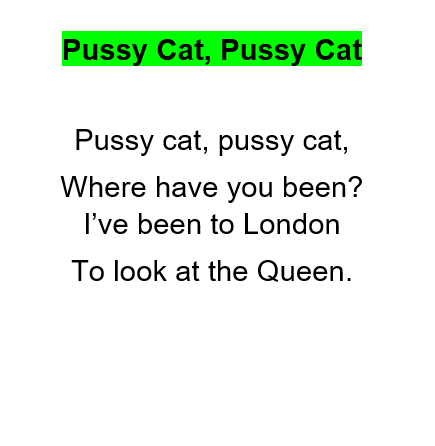 Pussy Cat, Pussy Cat
Pussy cat, pussy cat,
Where have you been?
I’ve been to London
To look at the Queen.